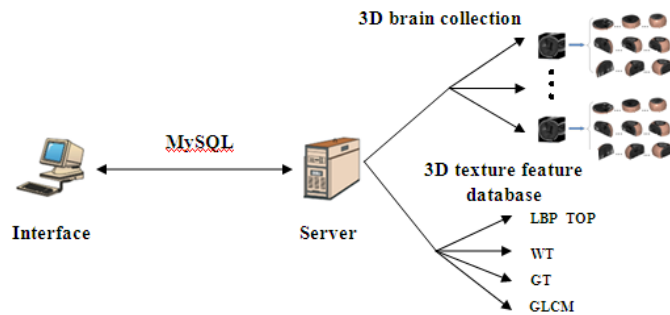 3D brain collection
MySQL
3D texture feature
database
LBP TOP
Interface
Server
WT
GT
GLCM